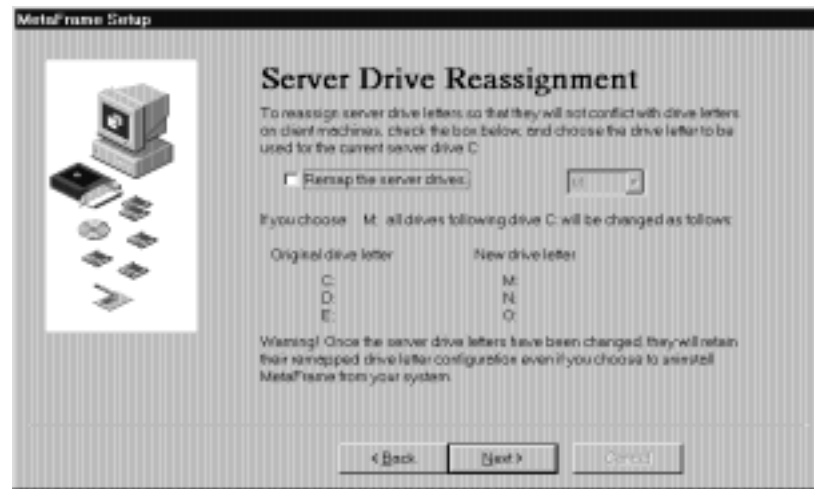 MetaFrame Setup
Server Drive Reassignment
To reassign server drive letters so that they will not conflict with drive letters
on client machines, check the box below, and choose the drive letter to be
used for the current server drive C:
Remap the server drives.
M:
If you choose M: all drives following drive C: will be changed as follows:
Original drive letter New drive letter
C: M:
D: N:
E: O:
Warning! Once the server drive letters have been changed, they will retain
their remapped drive letter configuration even if you choose to uninstall
MetaFrame from your system.
< Back
Next >
Cancel